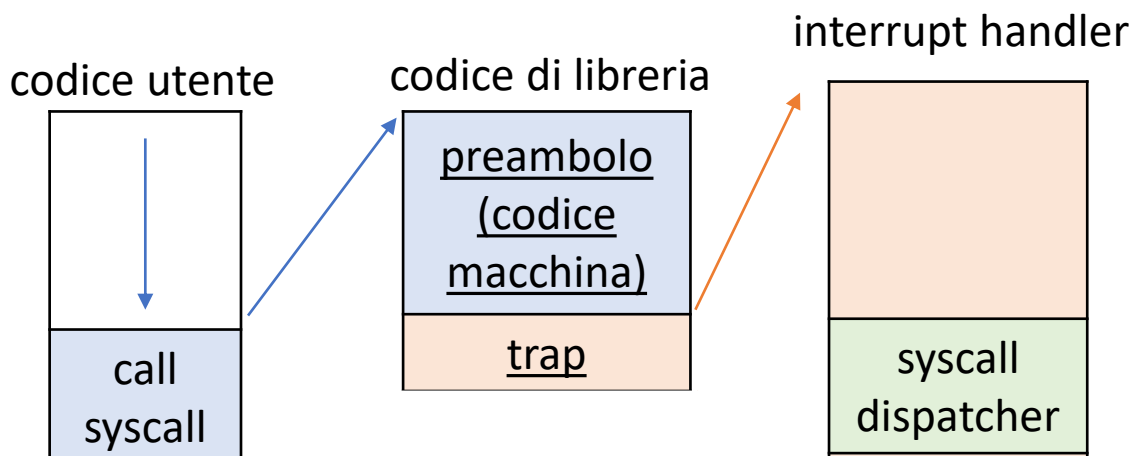 interrupt handler
codice utente
codice di libreria
preambolo
(codice
macchina)
trap
call
syscall
syscall
dispatcher